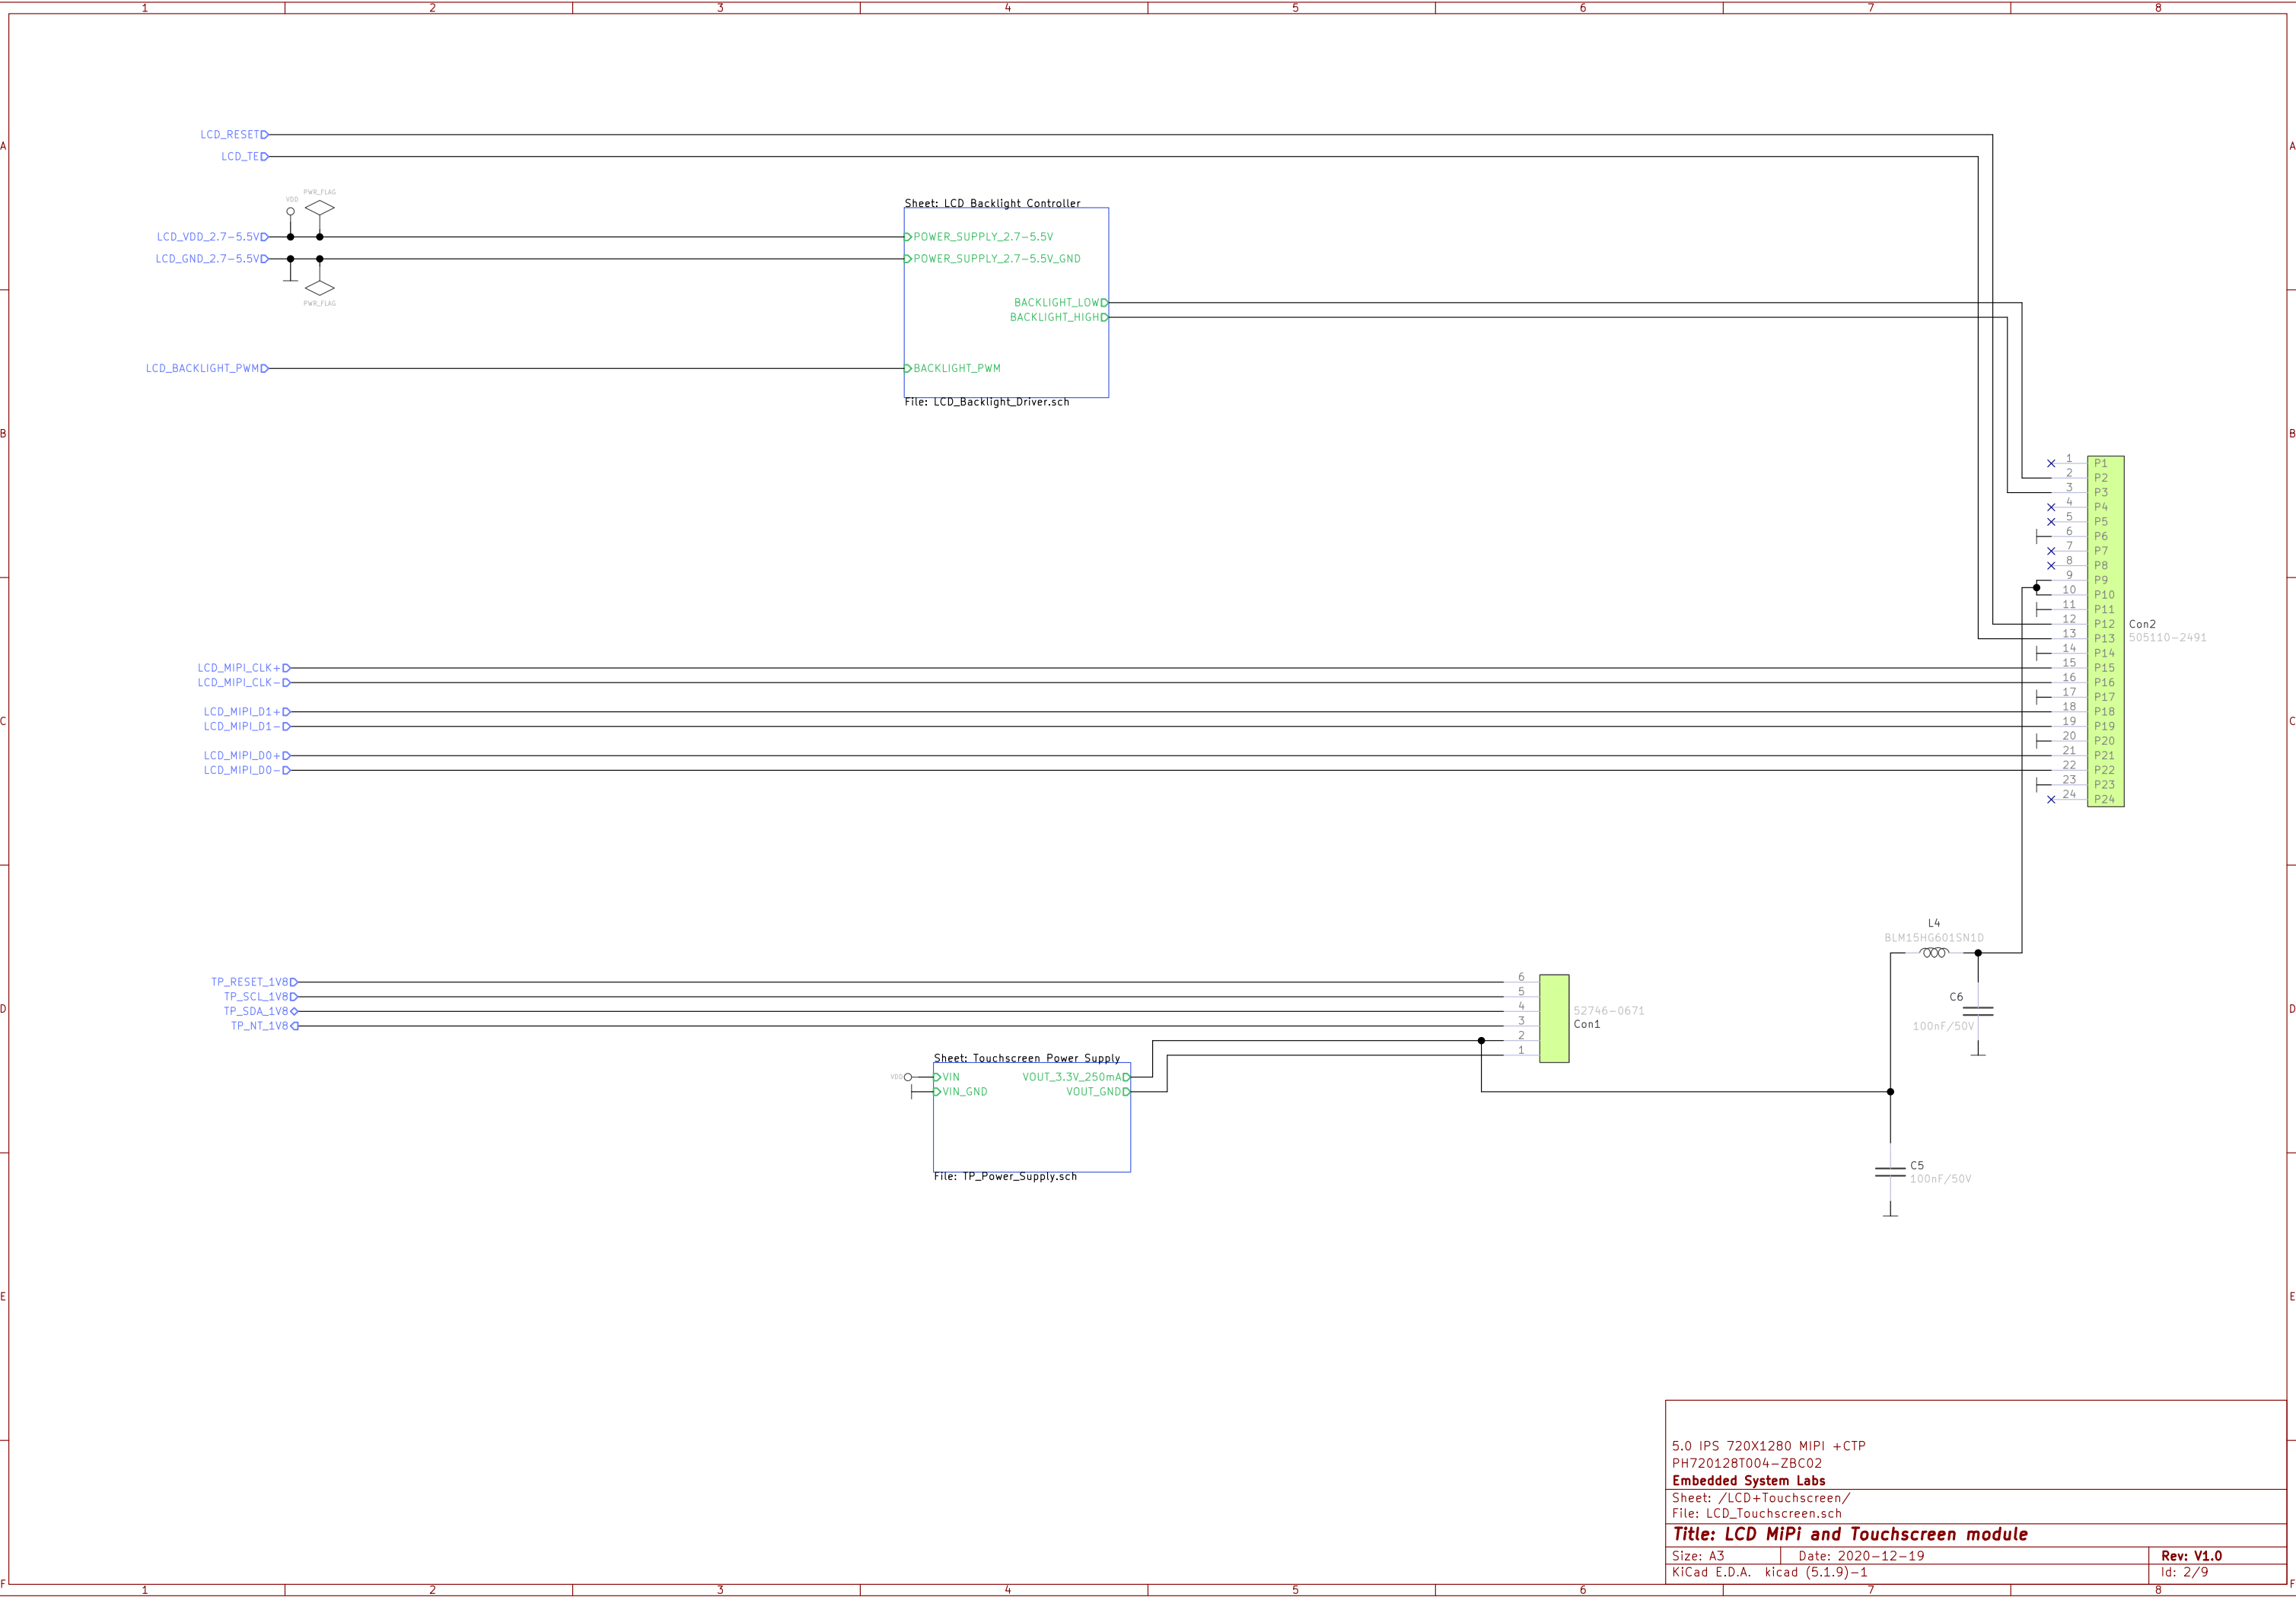 1 2 3 4 5 6 7 8
A A
LCD_RESET
LCD_TE
PWR_FLAG
VDD
Sheet: LCD Backlight Controller
LCD_VDD_2.7-5.5V
POWER_SUPPLY_2.7-5.5V
LCD_GND_2.7-5.5V
POWER_SUPPLY_2.7-5.5V_GND
PWR_FLAG
BACKLIGHT_LOW
BACKLIGHT_HIGH
LCD_BACKLIGHT_PWM
BACKLIGHT_PWM
File: LCD_Backlight_Driver.sch
B B
1 P1
2 P2
3 P3
4 P4
5 P5
6 P6
7 P7
8 P8
9 P9
10 P10
11 P11
12 P12
13 P13
14 P14
15 P15
16 P16
17 P17
18 P18
19 P19
20 P20
21 P21
22 P22
23 P23
24 P24
Con2
505110-2491
LCD_MIPI_CLK+
LCD_MIPI_CLK-
LCD_MIPI_D1+
LCD_MIPI_D1-
C C
LCD_MIPI_D0+
LCD_MIPI_D0-
L4
BLM15HG601SN1D
TP_RESET_1V8
TP_SCL_1V8
TP_SDA_1V8
TP_NT_1V8
D D
6
5
4
3
2
1
52746-0671
Con1
C6
100nF/50V
Sheet: Touchscreen Power Supply
VDD
VIN
VOUT_3.3V_250mA
VIN_GND
VOUT_GND
File: TP_Power_Supply.sch
C5
100nF/50V
E E
5.0 IPS 720X1280 MIPI +CTP
PH720128T004-ZBC02
Embedded System Labs
Sheet: /LCD+Touchscreen/
File: LCD_Touchscreen.sch
Title: LCD MiPi and Touchscreen module
Size: A3 Date: 2020-12-19 Rev: V1.0
KiCad E.D.A. kicad (5.1.9)-1 Id: 2/9
F F
1 2 3 4 5 6 7 8